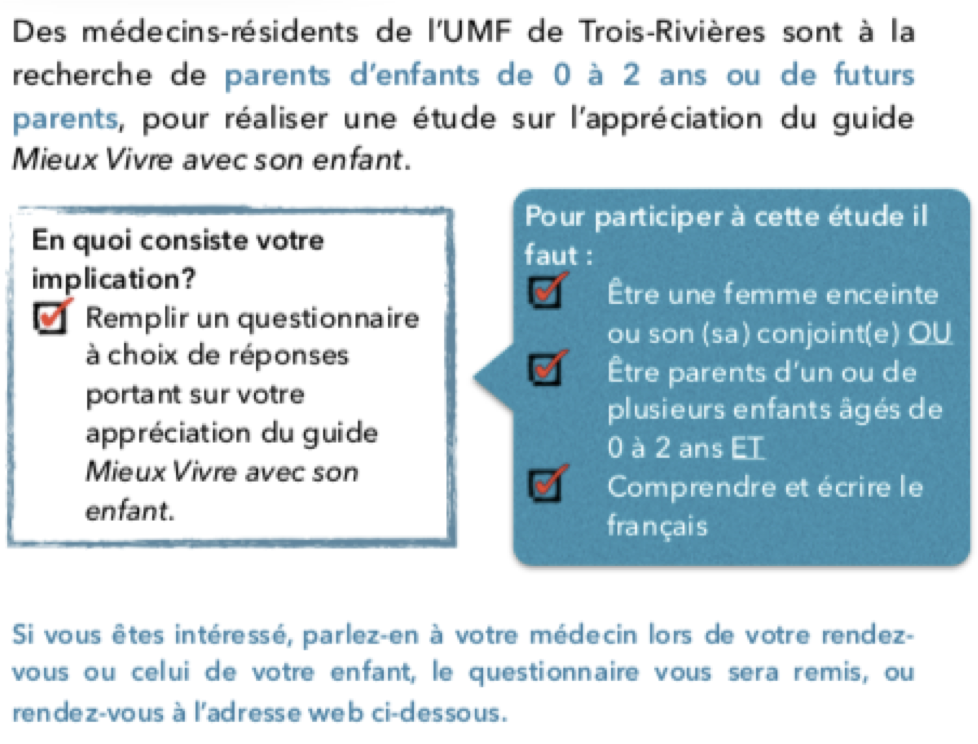 Des médecins-résidents de l'UMF de Trois-Rivières sont à la
recherche de parents d'enfants de 0 à 2 ans ou de futurs
parents, pour réaliser une étude sur l'appréciation du guide
Mieux Vivre avec son enfant.
En quoi consiste votre
implication?
Remplir un questionnaire
à choix de réponses
portant sur votre
appréciation du guide
Mieux Vivre avec son
enfant.
Pour participer à cette étude il
faut :
Être une femme enceinte
ou son (sa) conjoint(e) OU
Être parents d'un ou de
plusieurs enfants âgés de
0 à 2 ans ET
Comprendre et écrire le
français
Si vous êtes intéressé, parlez-en à votre médecin lors de votre rendez-
vous ou celui de votre enfant, le questionnaire vous sera remis, ou
rendez-vous à l'adresse web ci-dessous.